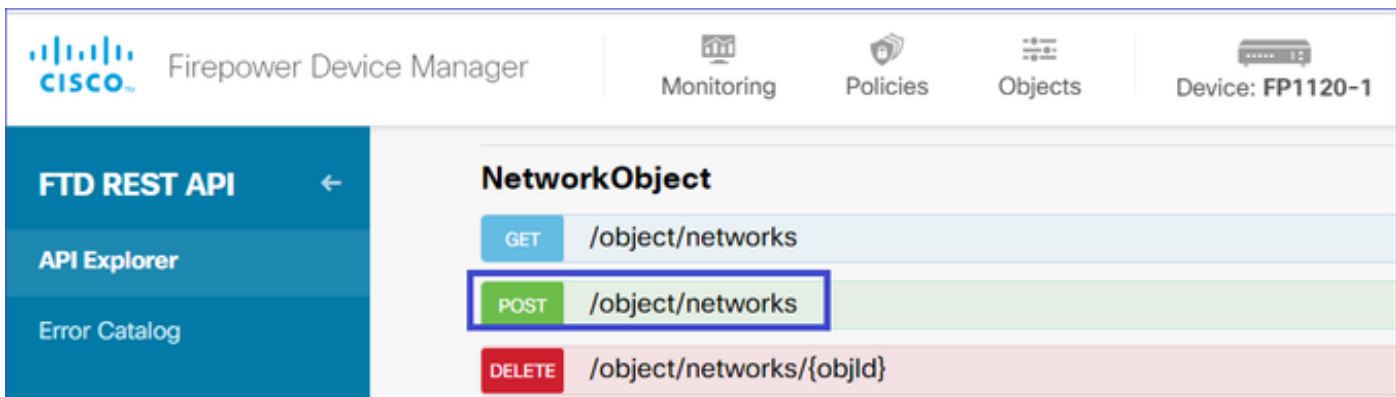 CISCO
Firepower Device Manager
Monitoring
Policies
Objects
Device: FP1120-1
FTD REST API ←
API Explorer
Error Catalog
NetworkObject
GET /object/networks
POST /object/networks
DELETE /object/networks/{objId}